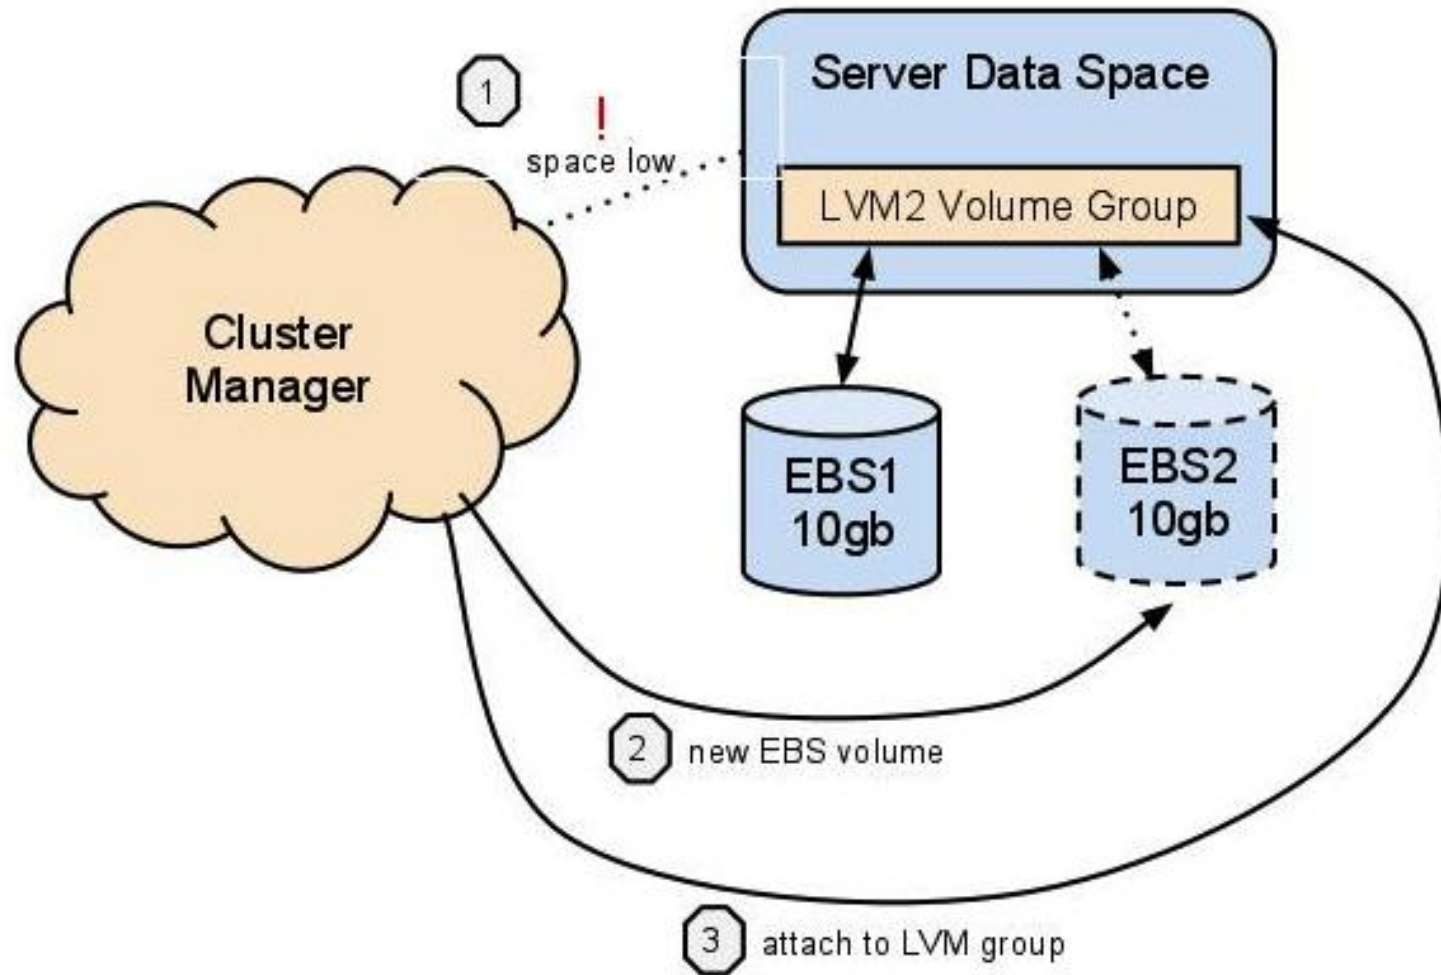 1
!
space low
Server Data Space
LVM2 Volume Group
Cluster
Manager
EBS1
10gb
EBS2
10gb
2 new EBS volume
3 attach to LVM group